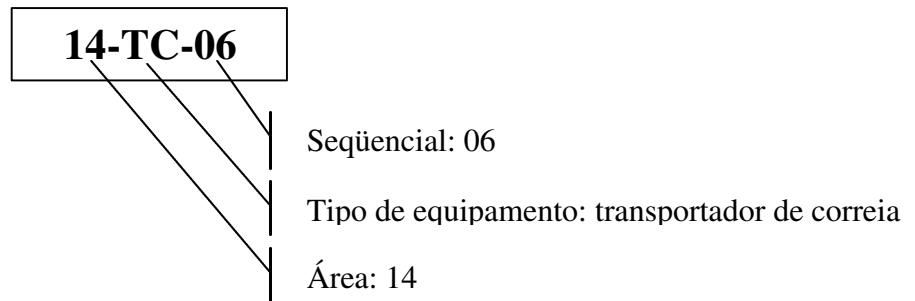 14-TC-06
Seqüencial: 06
Tipo de equipamento: transportador de correia
Área: 14